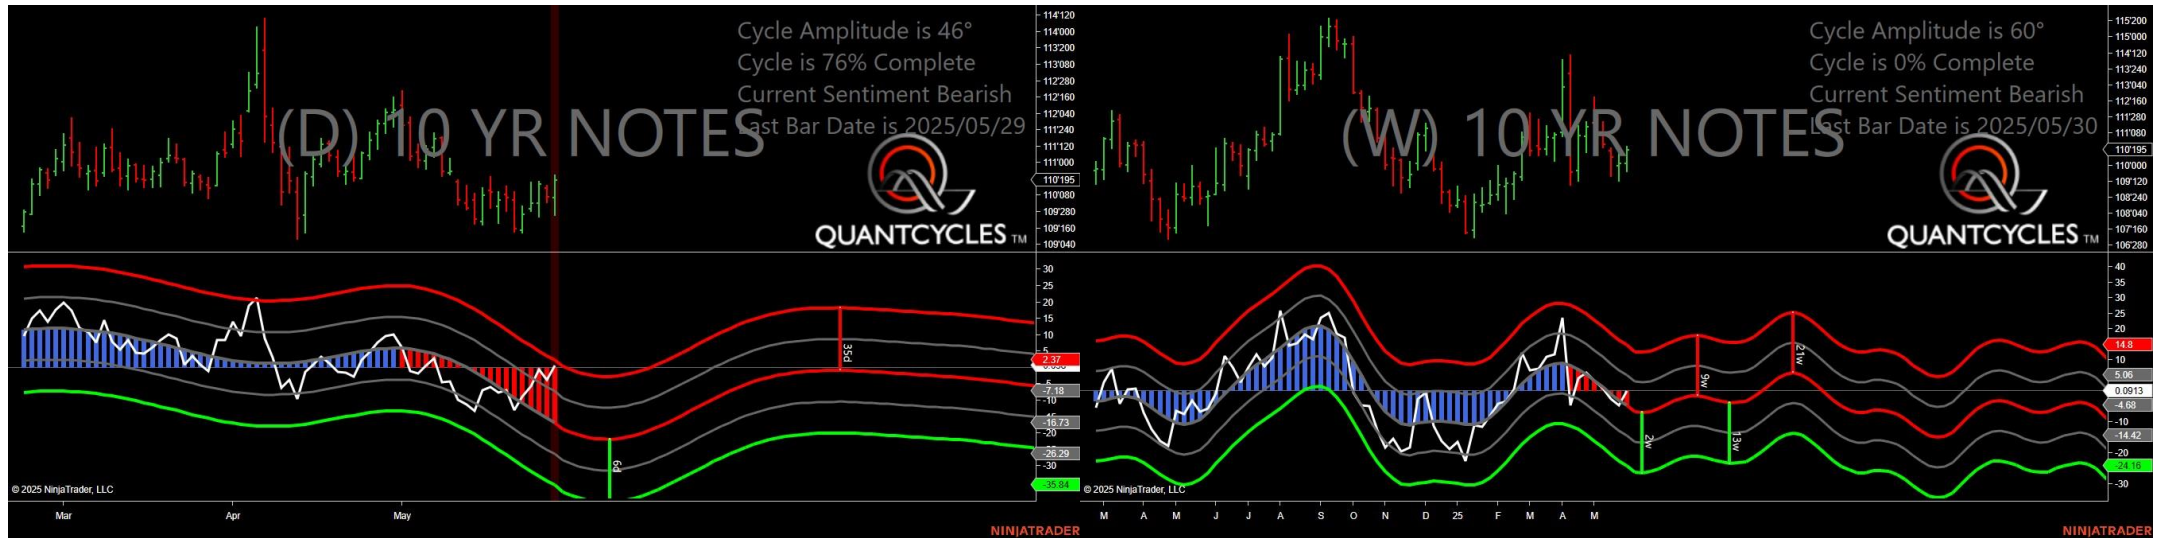 Cycle Amplitude is 46°
Cycle is 76% Complete
Current Sentiment Bearish
Last Bar Date is 2025/05/29
(D) 10 YR NOTES
QUANTCYCLES TM
114'120
114'000
113'200
113'080
112'280
112'160
112'040
111'240
111'120
111'000
110'195
110'080
109'280
109'160
109'040
30
25
20
15
10
5
2.37
-5
-7.18
-10
-16.73
-20
-26.29
-30
-35.84
35d
6d
© 2025 NinjaTrader, LLC
Mar
Apr
May
NINJATRADER
Cycle Amplitude is 60°
Cycle is 0% Complete
Current Sentiment Bearish
Last Bar Date is 2025/05/30
(W) 10 YR NOTES
QUANTCYCLES TM
115'200
115'000
114'120
113'240
113'040
112'160
111'280
111'080
110'195
110'000
109'120
108'240
108'040
107'160
106'280
40
35
30
25
20
14.8
10
5.06
0.0913
-4.68
-10
-14.42
-20
-24.16
-30
9w
21w
2w
13w
© 2025 NinjaTrader, LLC
M A M J J A S O N D 25 F M A M
NINJATRADER